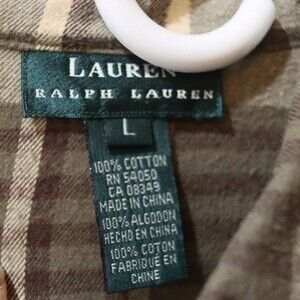 LAUREN
RALPH LAUREN
L
100% COTTON
RN 54050
CA 08349
MADE IN CHINA
100% ALGODON
HECHO EN CHINA
100% COTON
FABRIQUÉ EN
CHINE